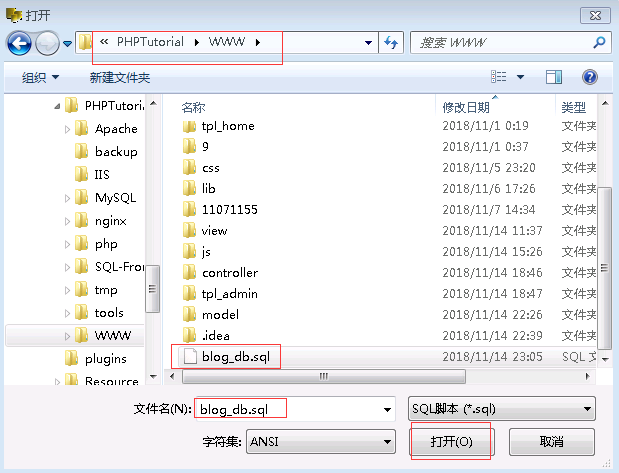 打开
« PHPTutorial ▸ WWW ▸
搜索 WWW
组织 新建文件夹
PHPTutoria
Apache
backup
IIS
MySQL
nginx
php
SQL-Fron
tmp
tools
WWW
plugins
Resource
名称 修改日期 类型
tpl_home 2018/11/1 0:19 文件夹
9 2018/11/1 0:37 文件夹
css 2018/11/5 23:20 文件夹
lib 2018/11/6 17:26 文件夹
11071155 2018/11/7 14:34 文件夹
view 2018/11/14 11:37 文件夹
js 2018/11/14 15:26 文件夹
controller 2018/11/14 18:46 文件夹
tpl_admin 2018/11/14 18:47 文件夹
model 2018/11/14 22:26 文件夹
.idea 2018/11/14 22:39 文件夹
blog_db.sql 2018/11/14 23:05 SQL 文
文件名(N): blog_db.sql SQL脚本 (*.sql)
字符集: ANSI 打开(O) 取消